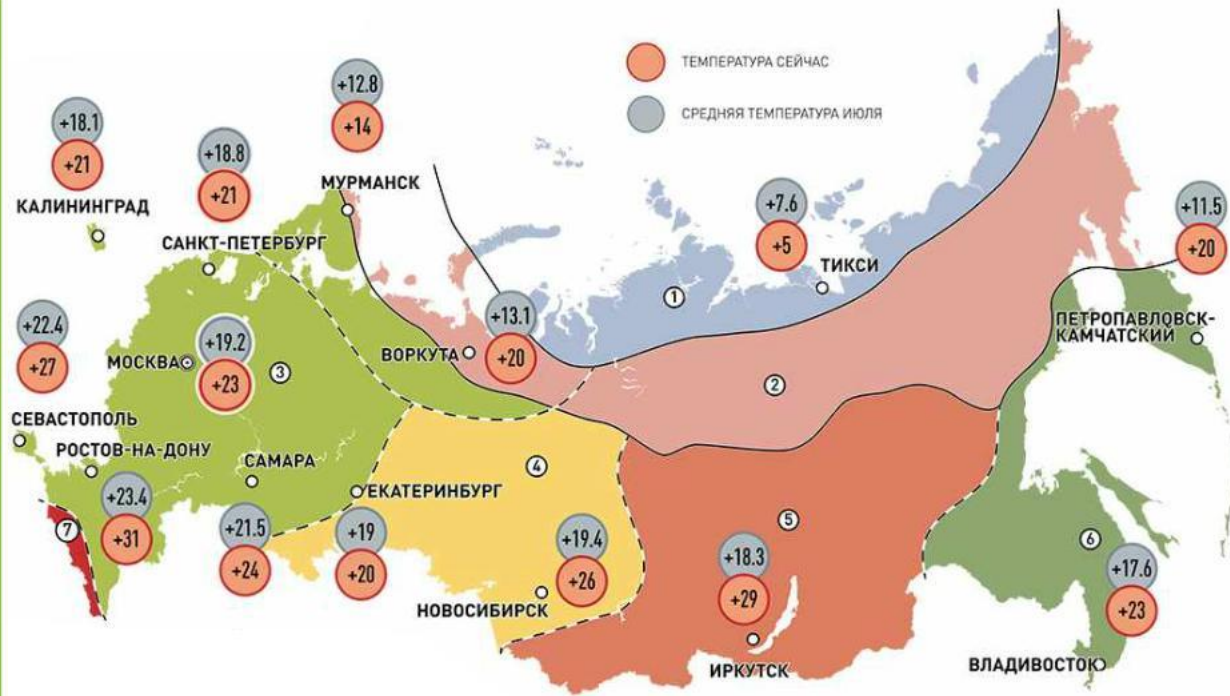 ТЕМПЕРАТУРА СЕЙЧАС
СРЕДНЯЯ ТЕМПЕРАТУРА ИЮЛЯ
+12.8
+14
МУРМАНСК
+18.1
+21
КАЛИНИНГРАД
+18.8
+21
САНКТ-ПЕТЕРБУРГ
+7.6
+5
ТИКСИ
1
+11.5
+20
ПЕТРОПАВЛОВСК-
КАМЧАТСКИЙ
+22.4
+27
СЕВАСТОПОЛЬ
МОСКВА
+19.2
+23
3
ВОРКУТА
+13.1
+20
2
РОСТОВ-НА-ДОНУ
+23.4
+31
7
САМАРА
+21.5
+24
ЕКАТЕРИНБУРГ
+19
+20
4
НОВОСИБИРСК
+19.4
+26
5
+18.3
+29
ИРКУТСК
6
+17.6
+23
ВЛАДИВОСТОК